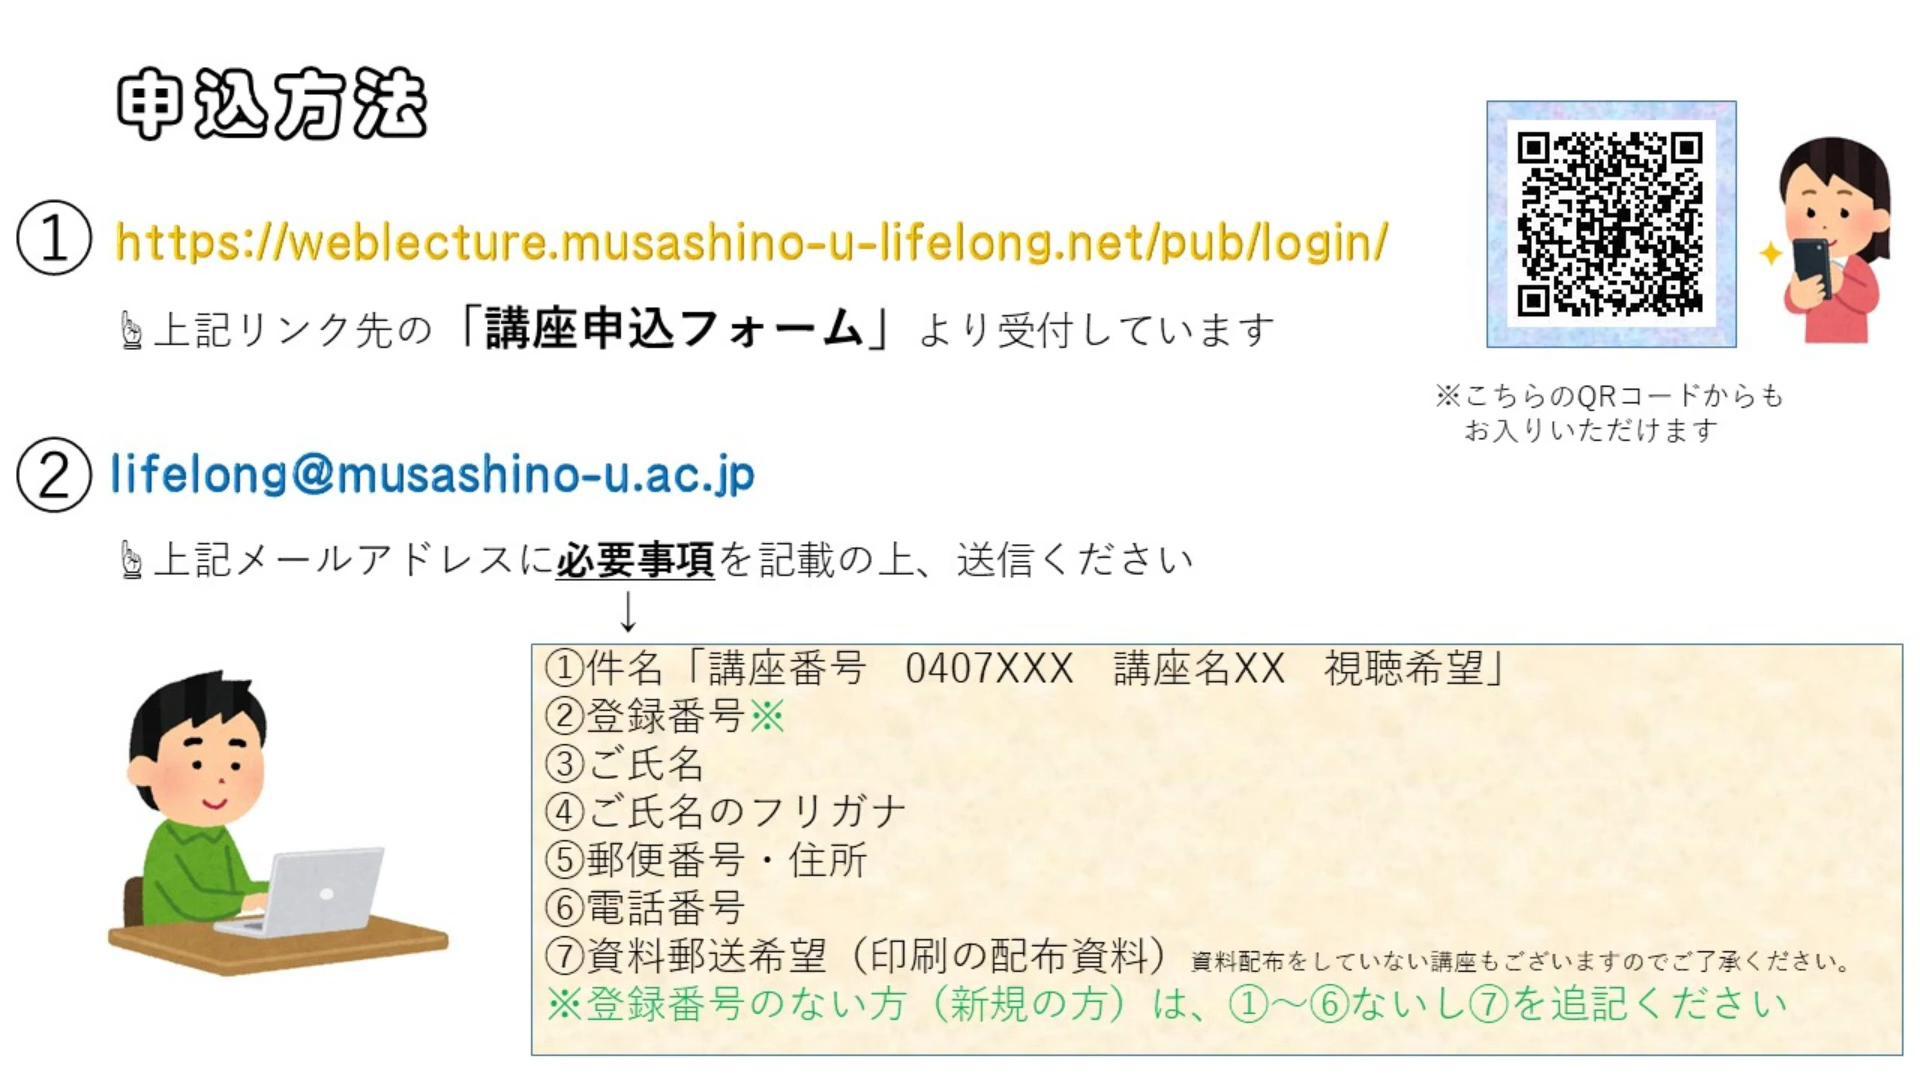 申込方法
① https://weblecture.musashino-u-lifelong.net/pub/login/
☝上記リンク先の「講座申込フォーム」より受付しています
※こちらのQRコードからも
お入りいただけます
② lifelong@musashino-u.ac.jp
☝上記メールアドレスに必要事項を記載の上、送信ください
↓
①件名「講座番号　0407XXX　講座名XX　視聴希望」
②登録番号※
③ご氏名
④ご氏名のフリガナ
⑤郵便番号・住所
⑥電話番号
⑦資料郵送希望（印刷の配布資料）資料配布をしていない講座もございますのでご了承ください。
※登録番号のない方（新規の方）は、①～⑥ないし⑦を追記ください